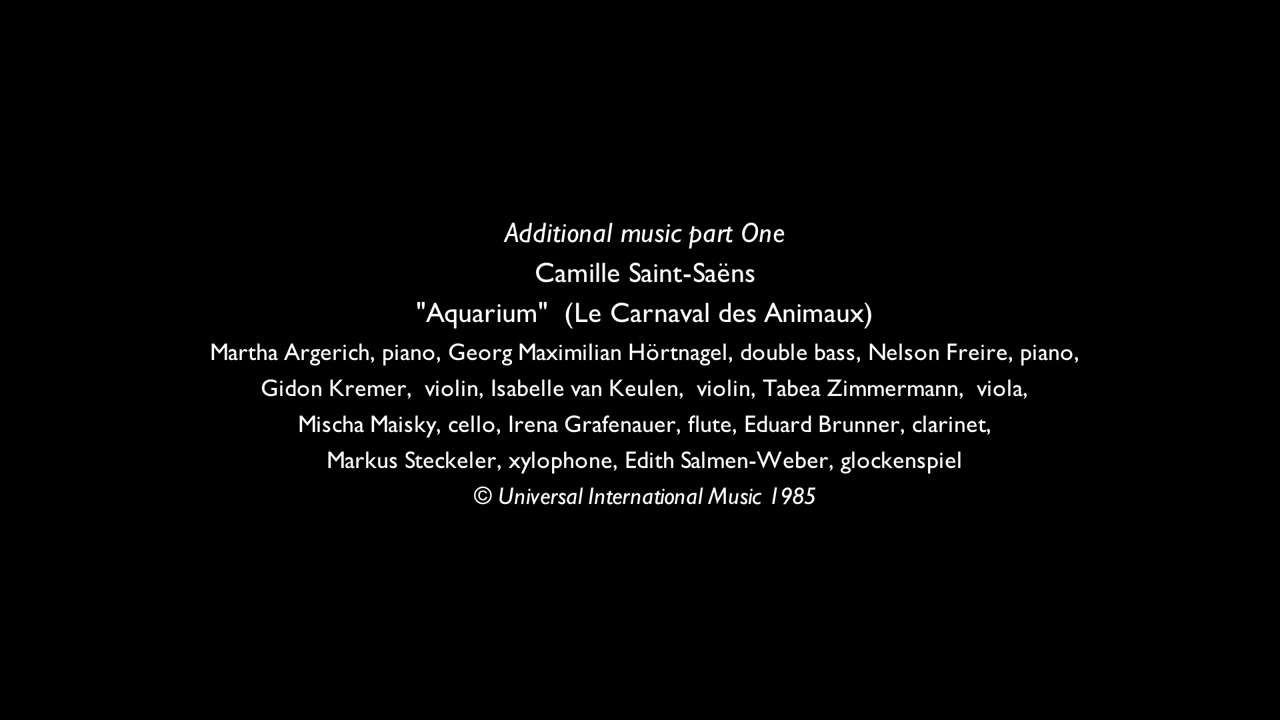 Additional music part One
Camille Saint-Saëns
"Aquarium"  (Le Carnaval des Animaux)
Martha Argerich, piano, Georg Maximilian Hörtnagel, double bass, Nelson Freire, piano,
Gidon Kremer,  violin, Isabelle van Keulen,  violin, Tabea Zimmermann,  viola,
Mischa Maisky, cello, Irena Grafenauer, flute, Eduard Brunner, clarinet,
Markus Steckeler, xylophone, Edith Salmen-Weber, glockenspiel
© Universal International Music 1985